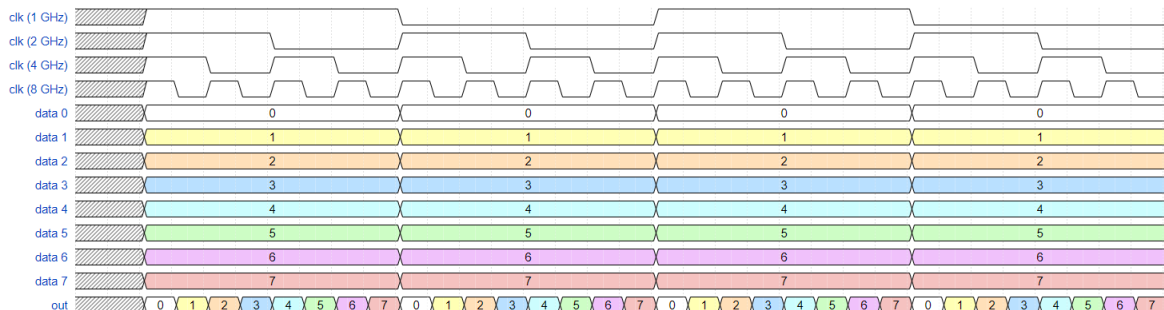 clk (1 GHz)
clk (2 GHz)
clk (4 GHz)
clk (8 GHz)
data 0 0 0 0 0
data 1 1 1 1 1
data 2 2 2 2 2
data 3 3 3 3 3
data 4 4 4 4 4
data 5 5 5 5 5
data 6 6 6 6 6
data 7 7 7 7 7
out 0 1 2 3 4 5 6 7 0 1 2 3 4 5 6 7 0 1 2 3 4 5 6 7 0 1 2 3 4 5 6 7